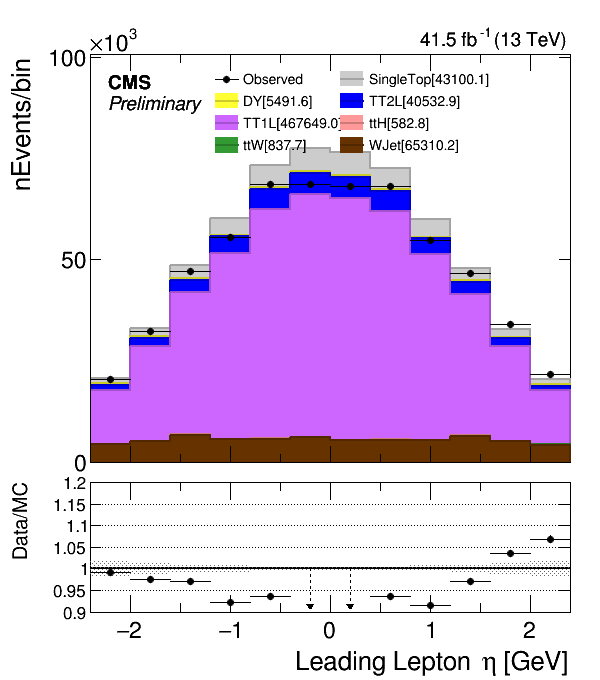 ×10³
41.5 fb⁻¹ (13 TeV)
100
nEvents/bin
CMS
Preliminary
Observed
SingleTop[43100.1]
DY[5491.6]
TT2L[40532.9]
TT1L[467649.0]
ttH[582.8]
ttW[837.7]
WJet[65310.2]
50
0
Data/MC
1.2
1.15
1.1
1.05
1
0.95
0.9
−2 −1 0 1 2
Leading Lepton η [GeV]